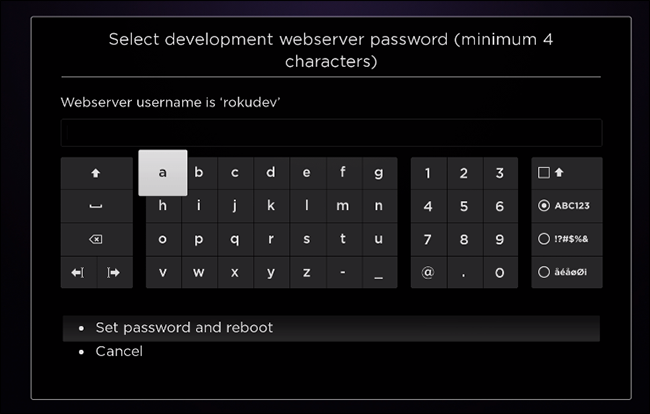 Select development webserver password (minimum 4
characters)
Webserver username is ‘rokudev’
a b c d e f g 1 2 3
h i j k l m n 4 5 6 ABC123
o p q r s t u 7 8 9 !?#$%&
v w x y z - _ @ . 0 āéåøØi
Set password and reboot
Cancel